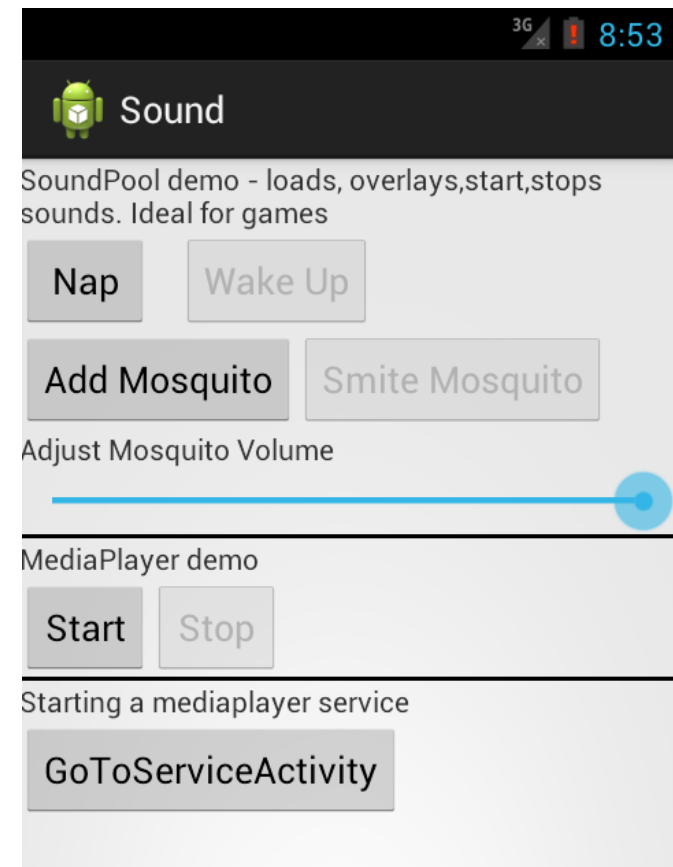 3G 8:53
Sound
SoundPool demo - loads, overlays,start,stops
sounds. Ideal for games
Nap Wake Up
Add Mosquito Smite Mosquito
Adjust Mosquito Volume
MediaPlayer demo
Start Stop
Starting a mediaplayer service
GoToServiceActivity